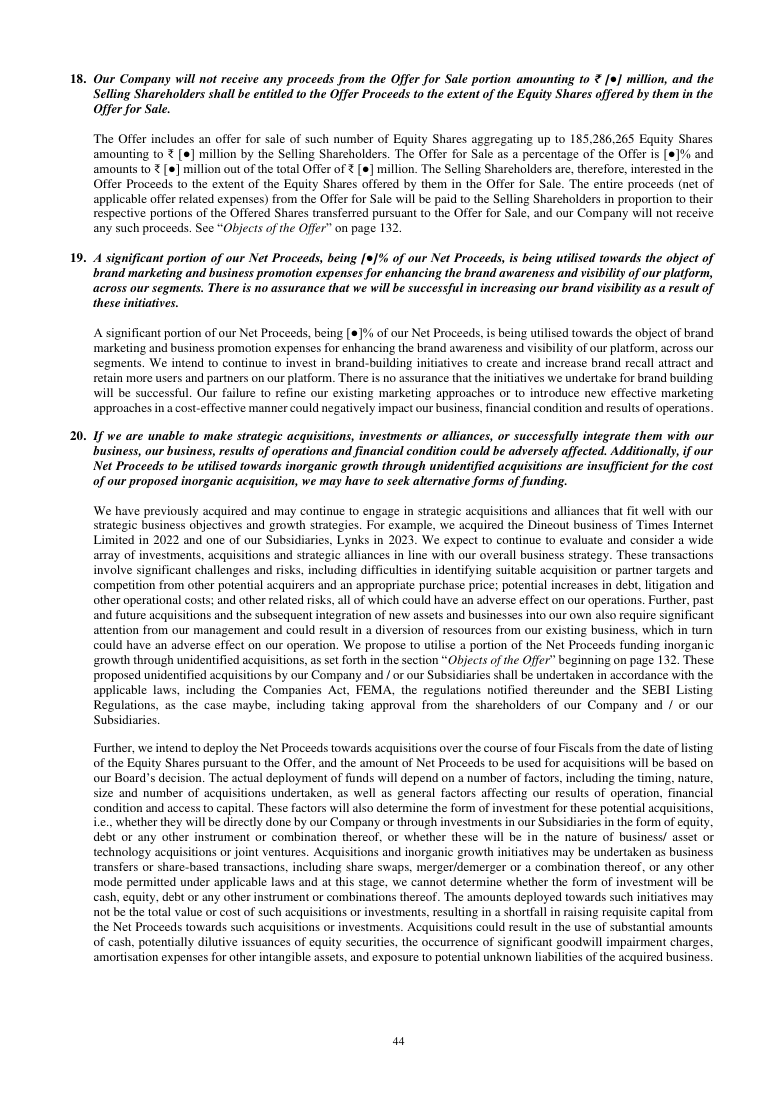 18. Our Company will not receive any proceeds from the Offer for Sale portion amounting to ₹ [●] million, and the
Selling Shareholders shall be entitled to the Offer Proceeds to the extent of the Equity Shares offered by them in the
Offer for Sale.
The Offer includes an offer for sale of such number of Equity Shares aggregating up to 185,286,265 Equity Shares
amounting to ₹ [●] million by the Selling Shareholders. The Offer for Sale as a percentage of the Offer is [●]% and
amounts to ₹ [●] million out of the total Offer of ₹ [●] million. The Selling Shareholders are, therefore, interested in the
Offer Proceeds to the extent of the Equity Shares offered by them in the Offer for Sale. The entire proceeds (net of
applicable offer related expenses) from the Offer for Sale will be paid to the Selling Shareholders in proportion to their
respective portions of the Offered Shares transferred pursuant to the Offer for Sale, and our Company will not receive
any such proceeds. See “Objects of the Offer” on page 132.
19. A significant portion of our Net Proceeds, being [●]% of our Net Proceeds, is being utilised towards the object of
brand marketing and business promotion expenses for enhancing the brand awareness and visibility of our platform,
across our segments. There is no assurance that we will be successful in increasing our brand visibility as a result of
these initiatives.
A significant portion of our Net Proceeds, being [●]% of our Net Proceeds, is being utilised towards the object of brand
marketing and business promotion expenses for enhancing the brand awareness and visibility of our platform, across our
segments. We intend to continue to invest in brand-building initiatives to create and increase brand recall attract and
retain more users and partners on our platform. There is no assurance that the initiatives we undertake for brand building
will be successful. Our failure to refine our existing marketing approaches or to introduce new effective marketing
approaches in a cost-effective manner could negatively impact our business, financial condition and results of operations.
20. If we are unable to make strategic acquisitions, investments or alliances, or successfully integrate them with our
business, our business, results of operations and financial condition could be adversely affected. Additionally, if our
Net Proceeds to be utilised towards inorganic growth through unidentified acquisitions are insufficient for the cost
of our proposed inorganic acquisition, we may have to seek alternative forms of funding.
We have previously acquired and may continue to engage in strategic acquisitions and alliances that fit well with our
strategic business objectives and growth strategies. For example, we acquired the Dineout business of Times Internet
Limited in 2022 and one of our Subsidiaries, Lynks in 2023. We expect to continue to evaluate and consider a wide
array of investments, acquisitions and strategic alliances in line with our overall business strategy. These transactions
involve significant challenges and risks, including difficulties in identifying suitable acquisition or partner targets and
competition from other potential acquirers and an appropriate purchase price; potential increases in debt, litigation and
other operational costs; and other related risks, all of which could have an adverse effect on our operations. Further, past
and future acquisitions and the subsequent integration of new assets and businesses into our own also require significant
attention from our management and could result in a diversion of resources from our existing business, which in turn
could have an adverse effect on our operation. We propose to utilise a portion of the Net Proceeds funding inorganic
growth through unidentified acquisitions, as set forth in the section “Objects of the Offer” beginning on page 132. These
proposed unidentified acquisitions by our Company and / or our Subsidiaries shall be undertaken in accordance with the
applicable laws, including the Companies Act, FEMA, the regulations notified thereunder and the SEBI Listing
Regulations, as the case maybe, including taking approval from the shareholders of our Company and / or our
Subsidiaries.
Further, we intend to deploy the Net Proceeds towards acquisitions over the course of four Fiscals from the date of listing
of the Equity Shares pursuant to the Offer, and the amount of Net Proceeds to be used for acquisitions will be based on
our Board’s decision. The actual deployment of funds will depend on a number of factors, including the timing, nature,
size and number of acquisitions undertaken, as well as general factors affecting our results of operation, financial
condition and access to capital. These factors will also determine the form of investment for these potential acquisitions,
i.e., whether they will be directly done by our Company or through investments in our Subsidiaries in the form of equity,
debt or any other instrument or combination thereof, or whether these will be in the nature of business/ asset or
technology acquisitions or joint ventures. Acquisitions and inorganic growth initiatives may be undertaken as business
transfers or share-based transactions, including share swaps, merger/demerger or a combination thereof, or any other
mode permitted under applicable laws and at this stage, we cannot determine whether the form of investment will be
cash, equity, debt or any other instrument or combinations thereof. The amounts deployed towards such initiatives may
not be the total value or cost of such acquisitions or investments, resulting in a shortfall in raising requisite capital from
the Net Proceeds towards such acquisitions or investments. Acquisitions could result in the use of substantial amounts
of cash, potentially dilutive issuances of equity securities, the occurrence of significant goodwill impairment charges,
amortisation expenses for other intangible assets, and exposure to potential unknown liabilities of the acquired business.
44